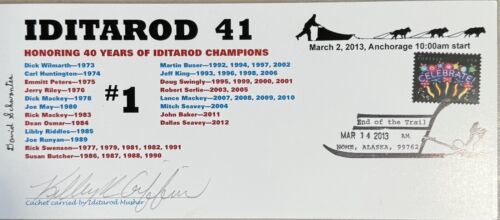 IDITAROD 41
HONORING 40 YEARS OF IDITAROD CHAMPIONS
March 2, 2013, Anchorage 10:00am start
Dick Wilmarth—1973
Carl Huntington—1974
Emmitt Peters—1975
Jerry Riley—1976
Dick Mackey—1978
Joe May—1980
Rick Mackey—1983
Dean Osmar—1984
Libby Riddles—1985
Joe Runyan—1989
Rick Swenson—1977, 1979, 1981, 1982, 1991
Susan Butcher—1986, 1987, 1988, 1990
#1
Martin Buser—1992, 1994, 1997, 2002
Jeff King—1993, 1996, 1998, 2006
Doug Swingly—1995, 1999, 2000, 2001
Robert Serlie—2003, 2005
Lance Mackey—2007, 2008, 2009, 2010
Mitch Seavey—2004
John Baker—2011
Dallas Seavey—2012
FOREVER
CELEBRATE!
End of the Trail
MAR 14 2013 AM
NOME, ALASKA, 99762
David Schwantes
Cachet carried by Iditarod Musher